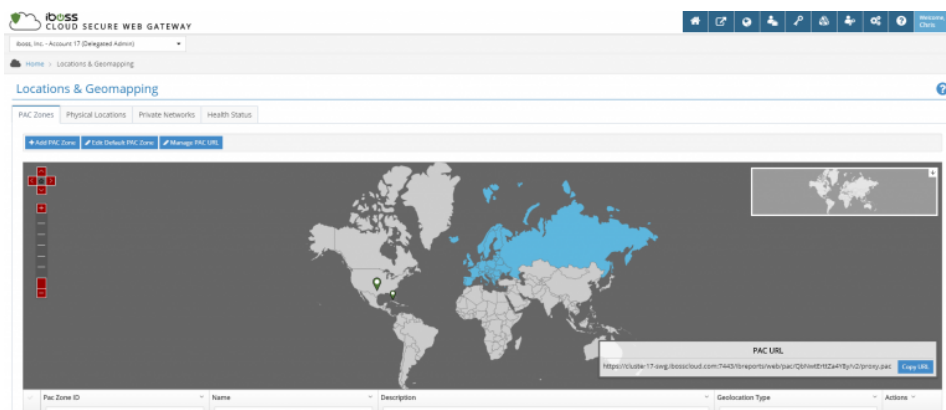 iboss
CLOUD SECURE WEB GATEWAY
Welcome,
Chris.
iboss, Inc. - Account 17 (Delegated Admin)
Home > Locations & Geomapping
Locations & Geomapping
PAC Zones Physical Locations Private Networks Health Status
+ Add PAC Zone Edit Default PAC Zone Manage PAC URL
PAC URL
Copy URL
Pac Zone ID Name Description Geolocation Type Actions